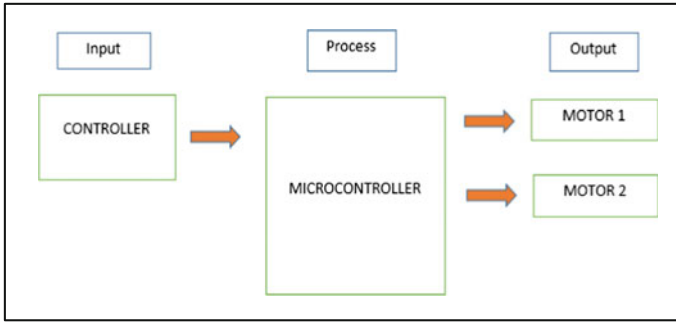 Input
Process
Output
CONTROLLER
MICROCONTROLLER
MOTOR 1
MOTOR 2